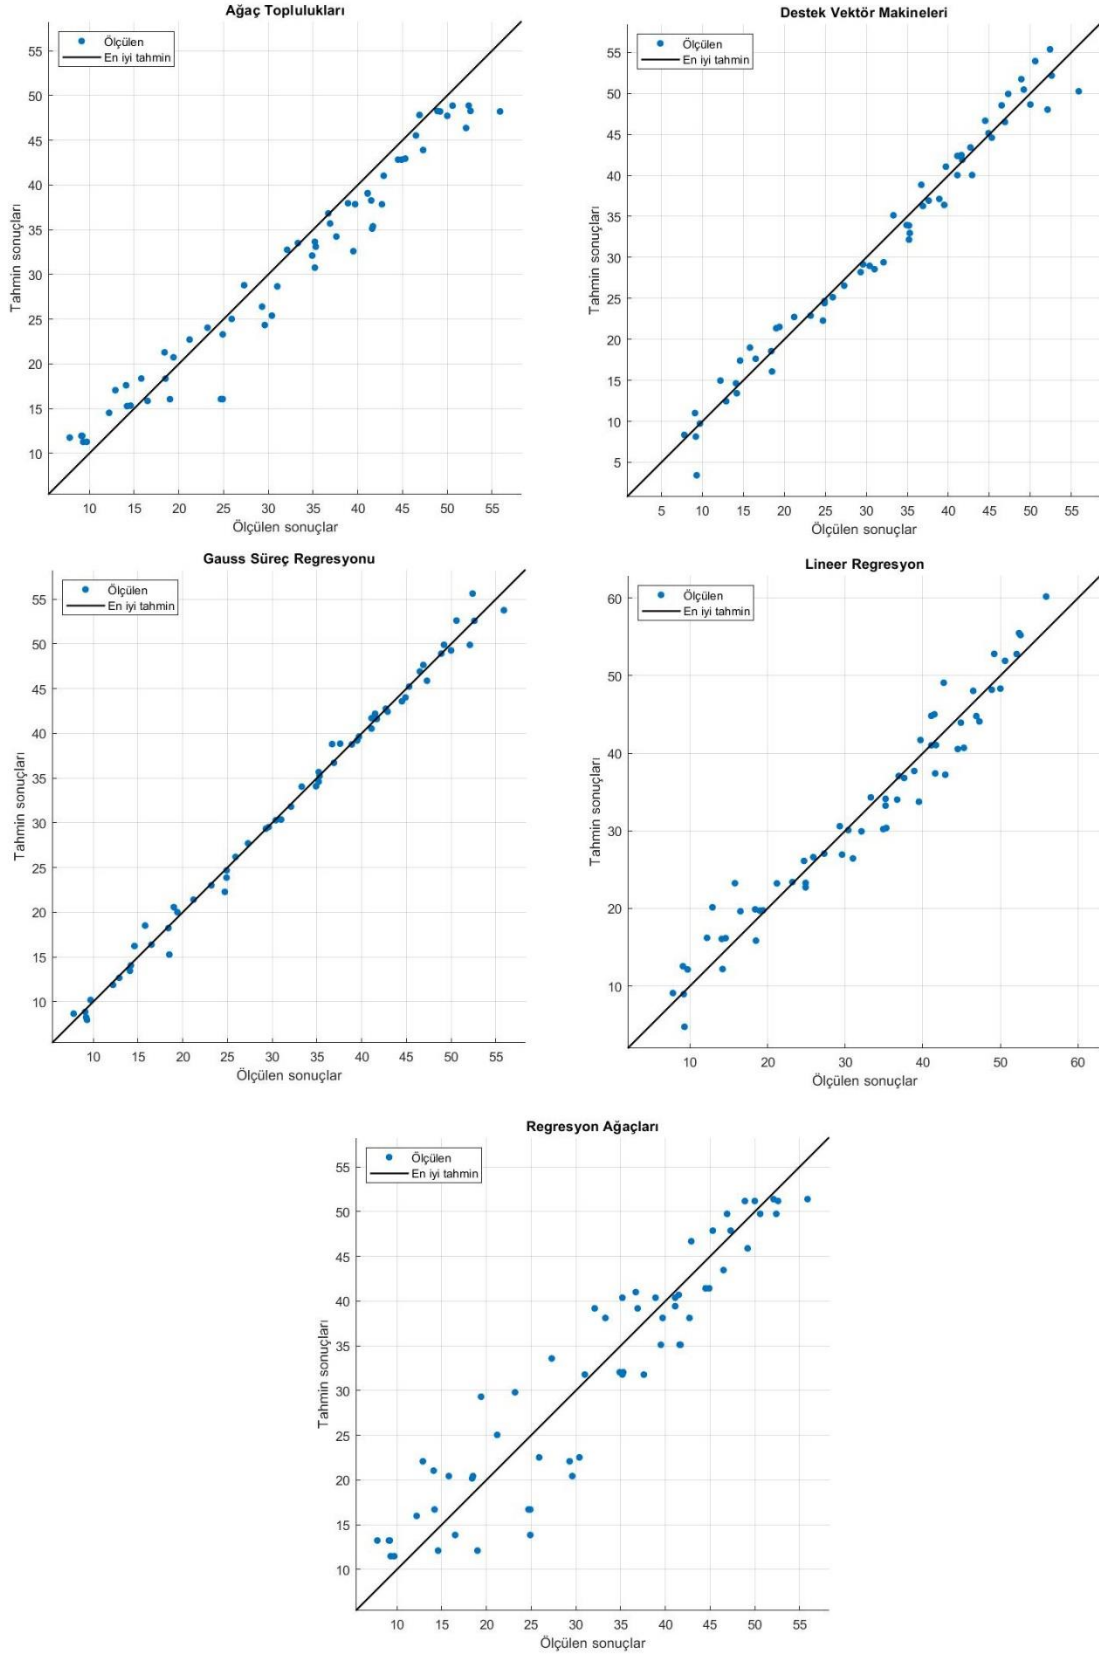 Ağaç Toplulukları
Ölçülen
En iyi tahmin
55
50
45
40
35
30
25
20
15
10
Tahmin sonuçları
10 15 20 25 30 35 40 45 50 55
Ölçülen sonuçlar
Destek Vektör Makineleri
Ölçülen
En iyi tahmin
55
50
45
40
35
30
25
20
15
10
5
Tahmin sonuçları
5 10 15 20 25 30 35 40 45 50 55
Ölçülen sonuçlar
Gauss Süreç Regresyonu
Ölçülen
En iyi tahmin
55
50
45
40
35
30
25
20
15
10
Tahmin sonuçları
10 15 20 25 30 35 40 45 50 55
Ölçülen sonuçlar
Lineer Regresyon
Ölçülen
En iyi tahmin
60
50
40
30
20
10
Tahmin sonuçları
10 20 30 40 50 60
Ölçülen sonuçlar
Regresyon Ağaçları
Ölçülen
En iyi tahmin
55
50
45
40
35
30
25
20
15
10
Tahmin sonuçları
10 15 20 25 30 35 40 45 50 55
Ölçülen sonuçlar